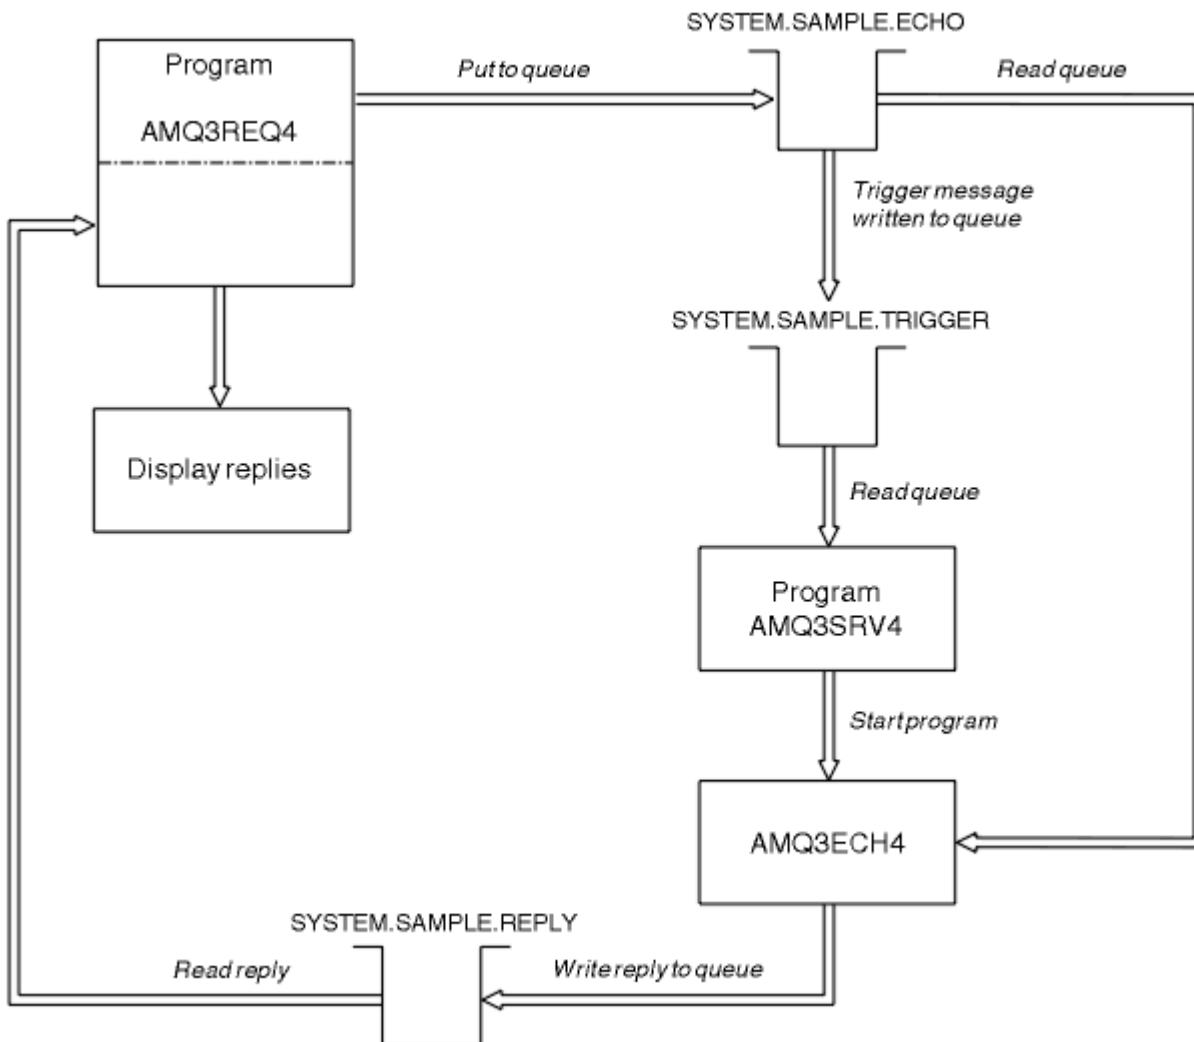 SYSTEM.SAMPLE.ECHO
Program
AMQ3REQ4
Put to queue
Read queue
Trigger message
written to queue
SYSTEM.SAMPLE.TRIGGER
Display replies
Read queue
Program
AMQ3SRV4
Start program
AMQ3ECH4
SYSTEM.SAMPLE.REPLY
Read reply
Write reply to queue